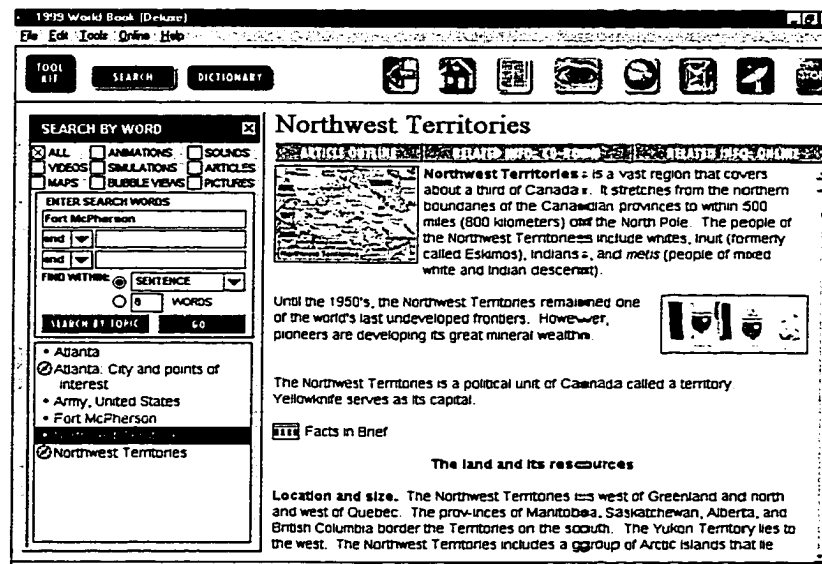 1999 World Book (Deluxe)
File Edit Tools Online Help
TOOL KIT SEARCH DICTIONARY STOP
SEARCH BY WORD
ALL ANIMATIONS SOUNDS
VIDEOS SIMULATIONS ARTICLES
MAPS BUBBLE VIEWS PICTURES
ENTER SEARCH WORDS
Fort McPherson
and
and
FIND WITHIN: SENTENCE
8 WORDS
SEARCH BY TOPIC GO
• Atlanta
Atlanta: City and points of
interest
• Army, United States
• Fort McPherson
Northwest Territories
Northwest Territories
ARTICLE OUTLINE RELATED INFO: CD-ROM RELATED INFO: ONLINE
Northwest Territories is a vast region that covers
about a third of Canada. It stretches from the northern
boundaries of the Canadian provinces to within 500
miles (800 kilometers) of the North Pole. The people of
the Northwest Territories include whites, Inuit (formerly
called Eskimos), Indians, and metis (people of mixed
white and Indian descent).
Until the 1950's, the Northwest Territories remained one
of the world's last undeveloped frontiers. However,
pioneers are developing its great mineral wealth.
The Northwest Territories is a political unit of Canada called a territory.
Yellowknife serves as its capital.
Facts in Brief
The land and its resources
Location and size. The Northwest Territories is west of Greenland and north
and west of Quebec. The prov-inces of Manitoba, Saskatchewan, Alberta, and
British Columbia border the Territories on the south. The Yukon Territory lies to
the west. The Northwest Territories includes a group of Arctic islands that lie